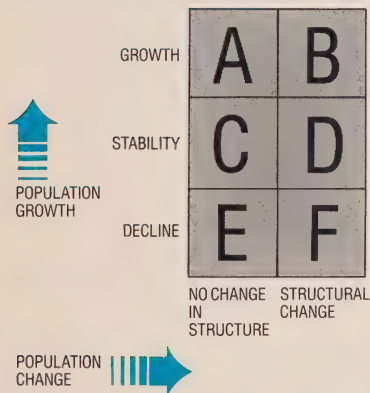 GROWTH A B
STABILITY C D
POPULATION
GROWTH
DECLINE E F
NO CHANGE STRUCTURAL
IN CHANGE
STRUCTURE
POPULATION
CHANGE